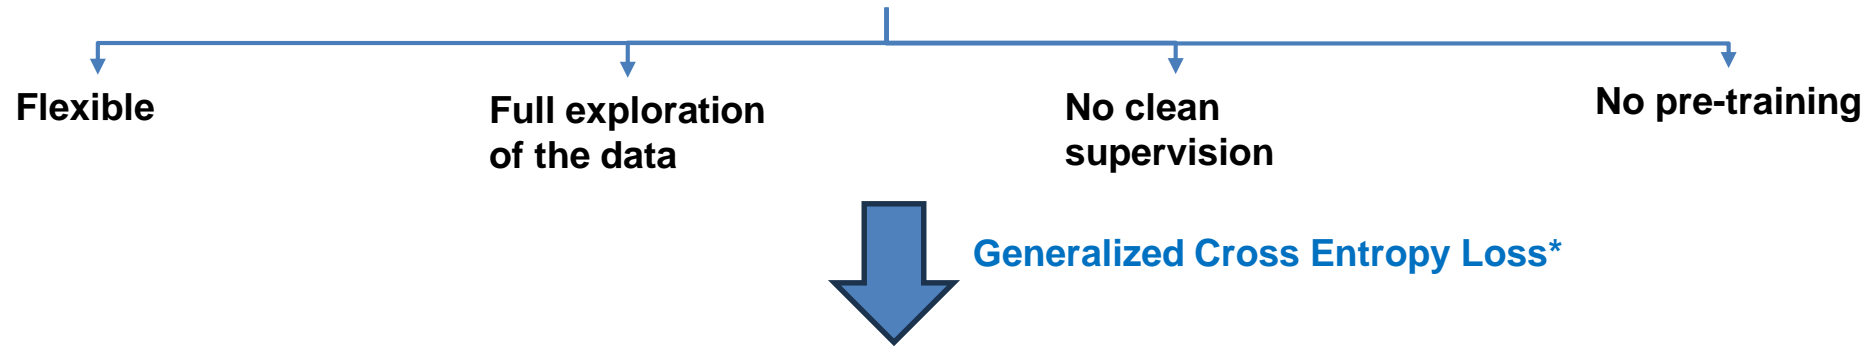 Flexible
Full exploration
of the data
No clean
supervision
No pre-training
Generalized Cross Entropy Loss*